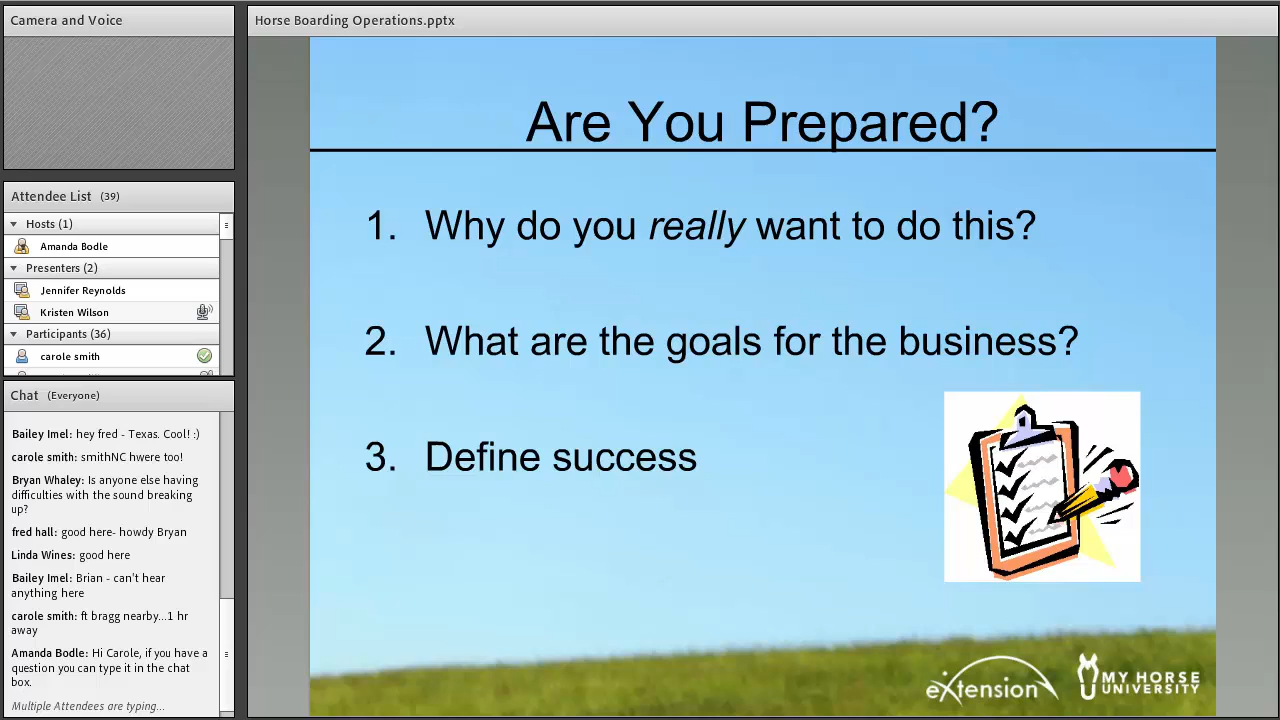 Camera and Voice
Horse Boarding Operations.pptx
Attendee List (39)
Hosts (1)
Amanda Bodle
Presenters (2)
Jennifer Reynolds
Kristen Wilson
Participants (36)
carole smith
Chat (Everyone)
Bailey Imel: hey fred - Texas. Cool! :)
carole smith: smithNC hwere too!
Bryan Whaley: Is anyone else having
difficulties with the sound breaking
up?
fred hall: good here- howdy Bryan
Linda Wines: good here
Bailey Imel: Brian - can't hear
anything here
carole smith: ft bragg nearby...1 hr
away
Amanda Bodle: Hi Carole, if you have a
question you can type it in the chat
box.
Multiple Attendees are typing...
Are You Prepared?
1. Why do you really want to do this?
2. What are the goals for the business?
3. Define success
eXtension
MY HORSE
UNIVERSITY